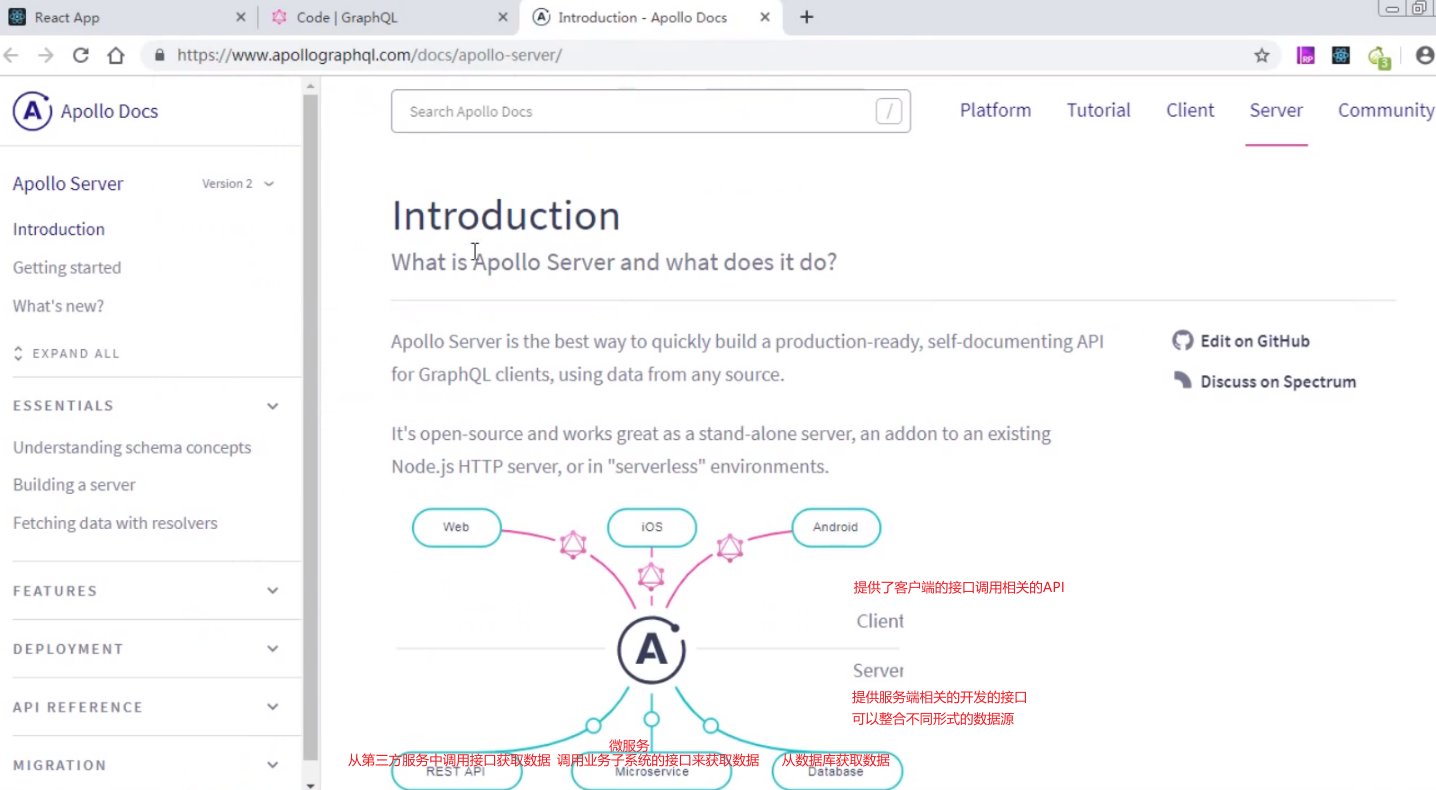 React App
Code | GraphQL
Introduction - Apollo Docs
https://www.apollographql.com/docs/apollo-server/
RP
3
Apollo Docs
Search Apollo Docs
/
Platform
Tutorial
Client
Server
Community
Apollo Server
Version 2
Introduction
Getting started
What's new?
EXPAND ALL
ESSENTIALS
Understanding schema concepts
Building a server
Fetching data with resolvers
FEATURES
DEPLOYMENT
API REFERENCE
MIGRATION
Introduction
What is Apollo Server and what does it do?
Apollo Server is the best way to quickly build a production-ready, self-documenting API
for GraphQL clients, using data from any source.
It's open-source and works great as a stand-alone server, an addon to an existing
Node.js HTTP server, or in "serverless" environments.
Edit on GitHub
Discuss on Spectrum
Web
iOS
Android
提供了客户端的接口调用相关的API
Client
A
Server
提供服务端相关的开发的接口
可以整合不同形式的数据源
微服务
从第三方服务中调用接口获取数据
调用业务子系统的接口来获取数据
从数据库获取数据
REST API
Microservice
Database